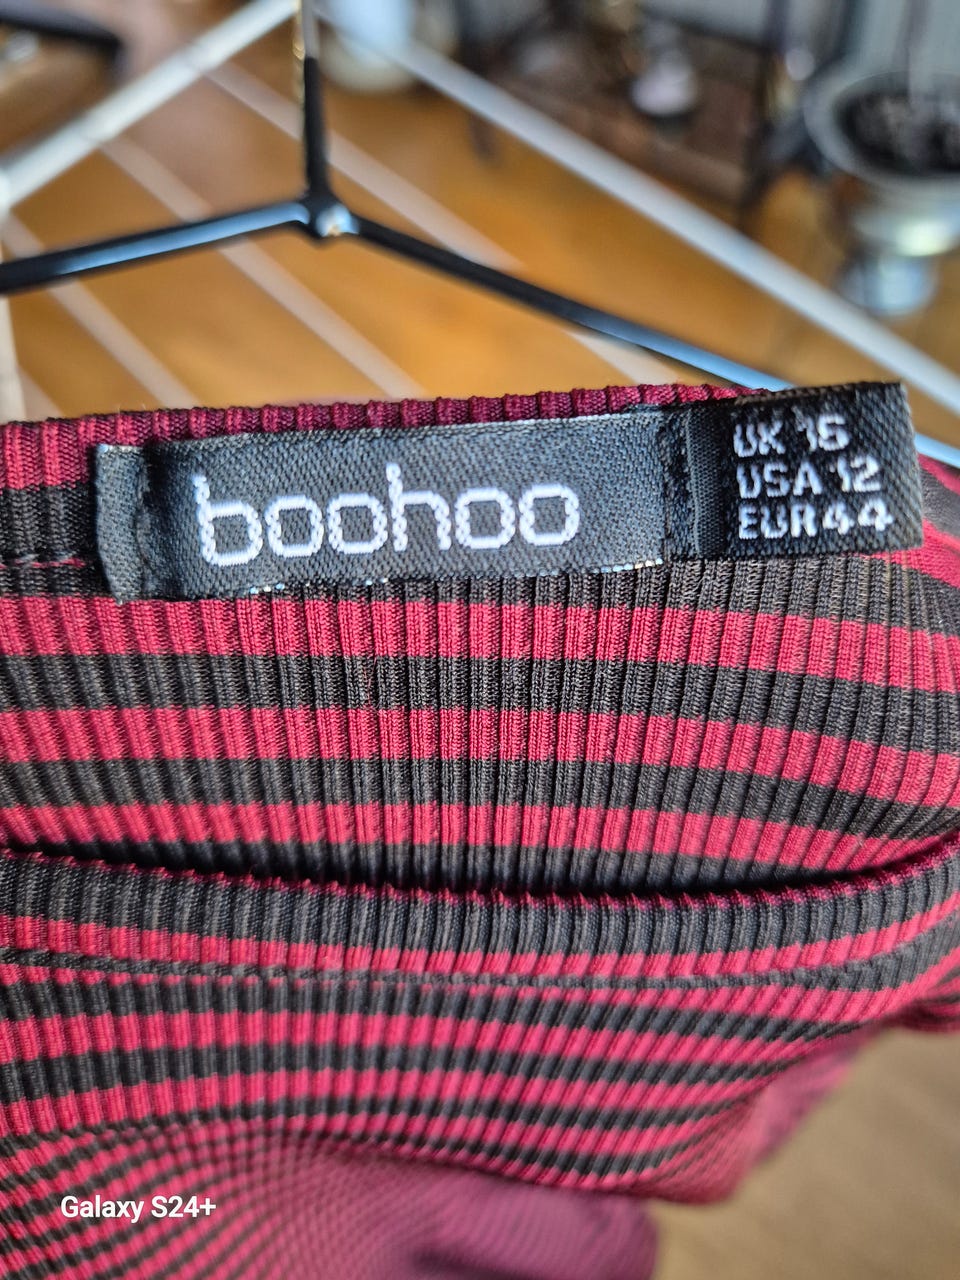 boohoo
UK 16
USA 12
EUR 44
Galaxy S24+